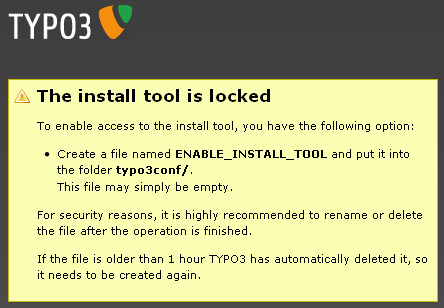 TYPO3
The install tool is locked
To enable access to the install tool, you have the following option:
• Create a file named ENABLE_INSTALL_TOOL and put it into
the folder typo3conf/.
This file may simply be empty.
For security reasons, it is highly recommended to rename or delete
the file after the operation is finished.
If the file is older than 1 hour TYPO3 has automatically deleted it, so
it needs to be created again.